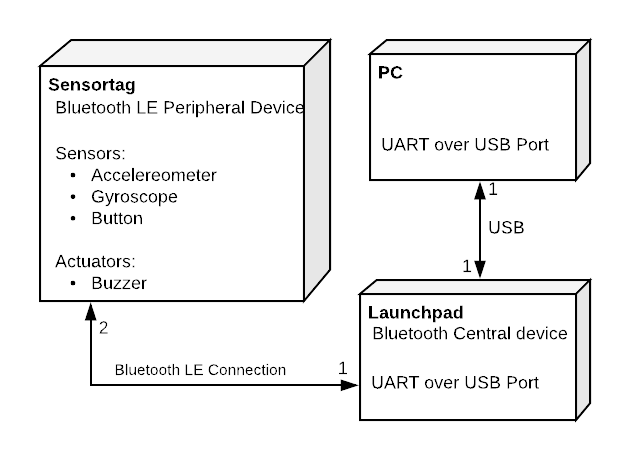 Sensortag
Bluetooth LE Peripheral Device
Sensors:
• Accelereometer
• Gyroscope
• Button
Actuators:
• Buzzer
PC
UART over USB Port
1
USB
1
Launchpad
Bluetooth Central device
UART over USB Port
2
Bluetooth LE Connection
1